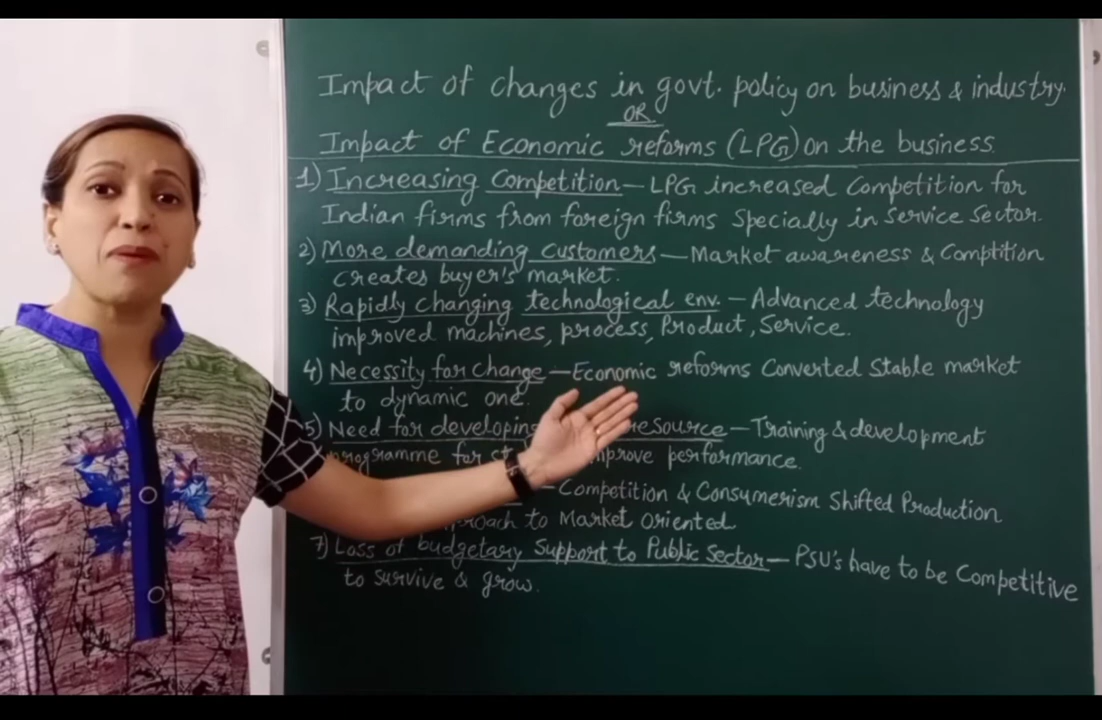 Impact of changes in govt. policy on business & industry.
OR.
Impact of Economic reforms (LPG) on the business.
1) Increasing Competition — LPG increased Competition for
Indian firms from foreign firms specially in Service Sector.
2) More demanding customers — Market awareness & Comptition
creates buyer's market.
3) Rapidly changing technological env. — Advanced technology
improved machines, process, Product, Service.
4) Necessity for change — Economic reforms Converted Stable market
to dynamic one.
5) Need for developing resource — Training & development
programme for improve performance.
— Competition & Consumerism Shifted Production
to Market Oriented.
7) Loss of budgetary Support to Public Sector — PSU's have to be Competitive
to survive & grow.